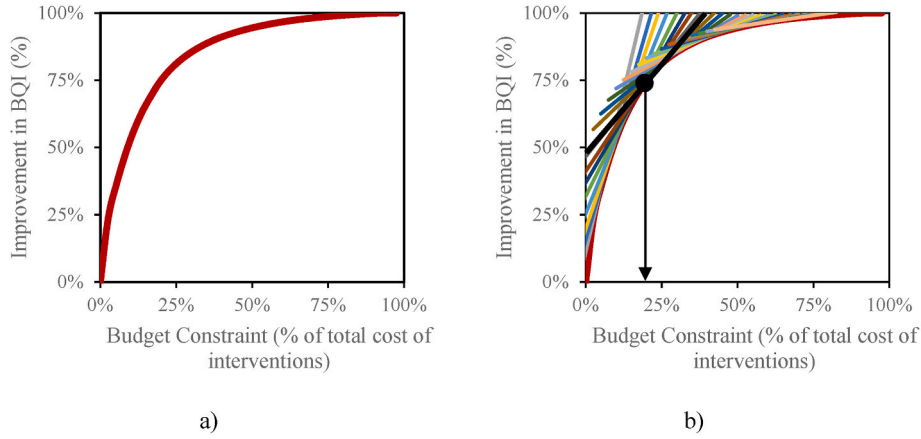 100%
75%
50%
25%
0%
Improvement in BQI (%)
0% 25% 50% 75% 100%
Budget Constraint (% of total cost of
interventions)
a)
100%
75%
50%
25%
0%
Improvement in BQI (%)
0% 25% 50% 75% 100%
Budget Constraint (% of total cost of
interventions)
b)